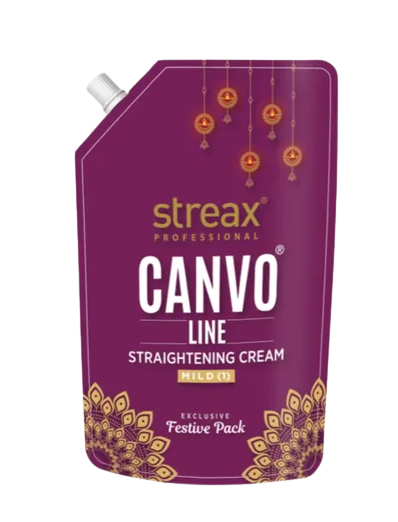 streax®
PROFESSIONAL
CANVO®
LINE
STRAIGHTENING CREAM
MILD (1)
EXCLUSIVE
Festive Pack